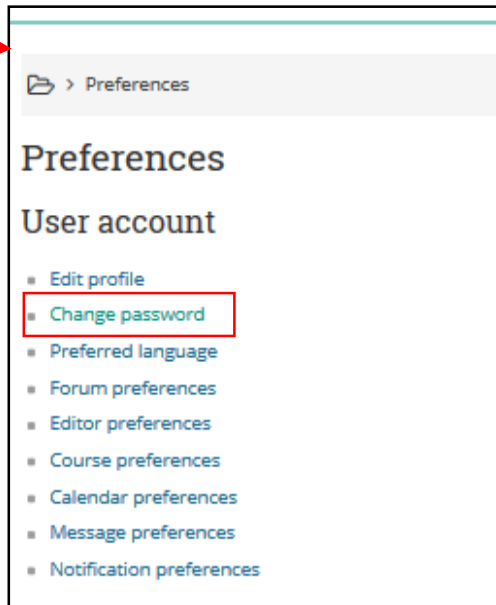 > Preferences
Preferences
User account
Edit profile
Change password
Preferred language
Forum preferences
Editor preferences
Course preferences
Calendar preferences
Message preferences
Notification preferences